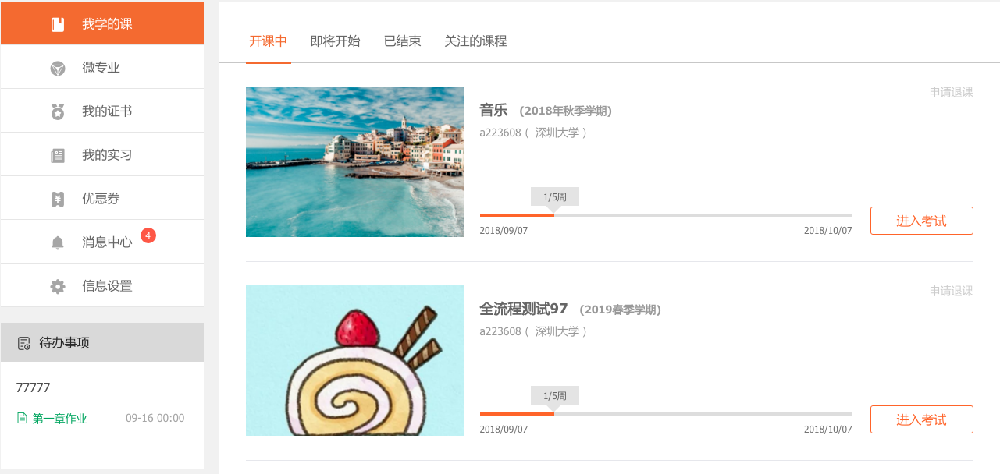 我学的课
微专业
我的证书
我的实习
优惠券
消息中心 4
信息设置
待办事项
77777
第一章作业 09-16 00:00
开课中 即将开始 已结束 关注的课程
申请退课
音乐 (2018年秋季学期)
a223608 ( 深圳大学 )
1/5周
2018/09/07 2018/10/07
进入考试
申请退课
全流程测试97 (2019春季学期)
a223608 ( 深圳大学 )
1/5周
2018/09/07 2018/10/07
进入考试